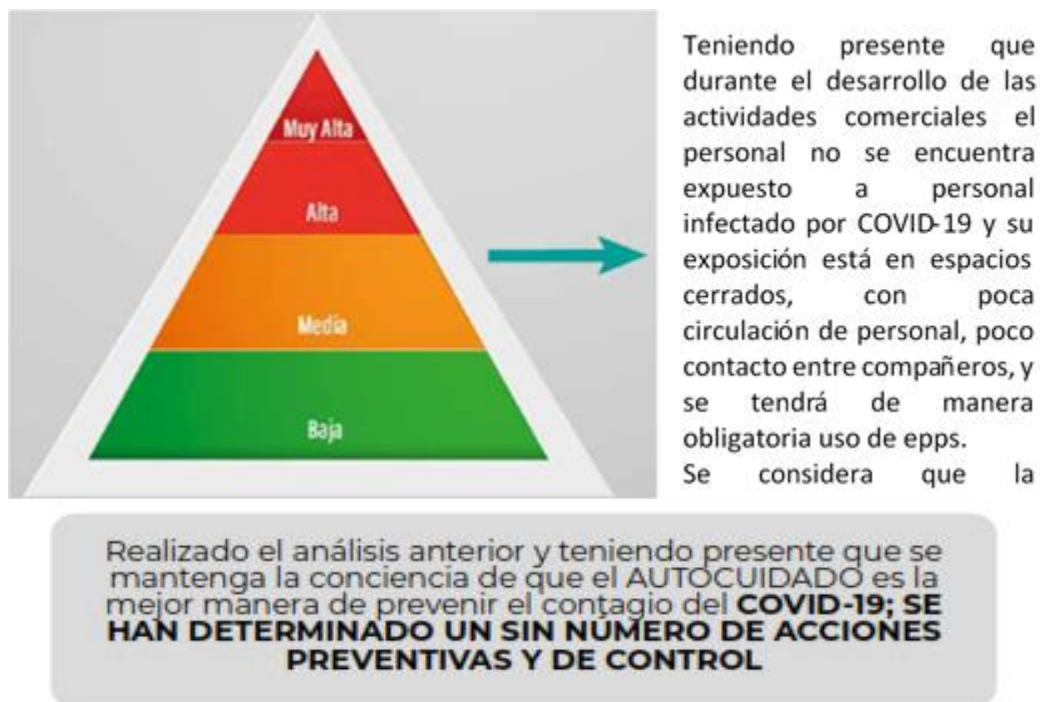 Muy Alta
Alta
Media
Baja
Teniendo presente que
durante el desarrollo de las
actividades comerciales el
personal no se encuentra
expuesto a personal
infectado por COVID-19 y su
exposición está en espacios
cerrados, con poca
circulación de personal, poco
contacto entre compañeros, y
se tendrá de manera
obligatoria uso de epps.
Se considera que la
Realizado el análisis anterior y teniendo presente que se
mantenga la conciencia de que el AUTOCUIDADO es la
mejor manera de prevenir el contagio del COVID-19; SE
HAN DETERMINADO UN SIN NÚMERO DE ACCIONES
PREVENTIVAS Y DE CONTROL